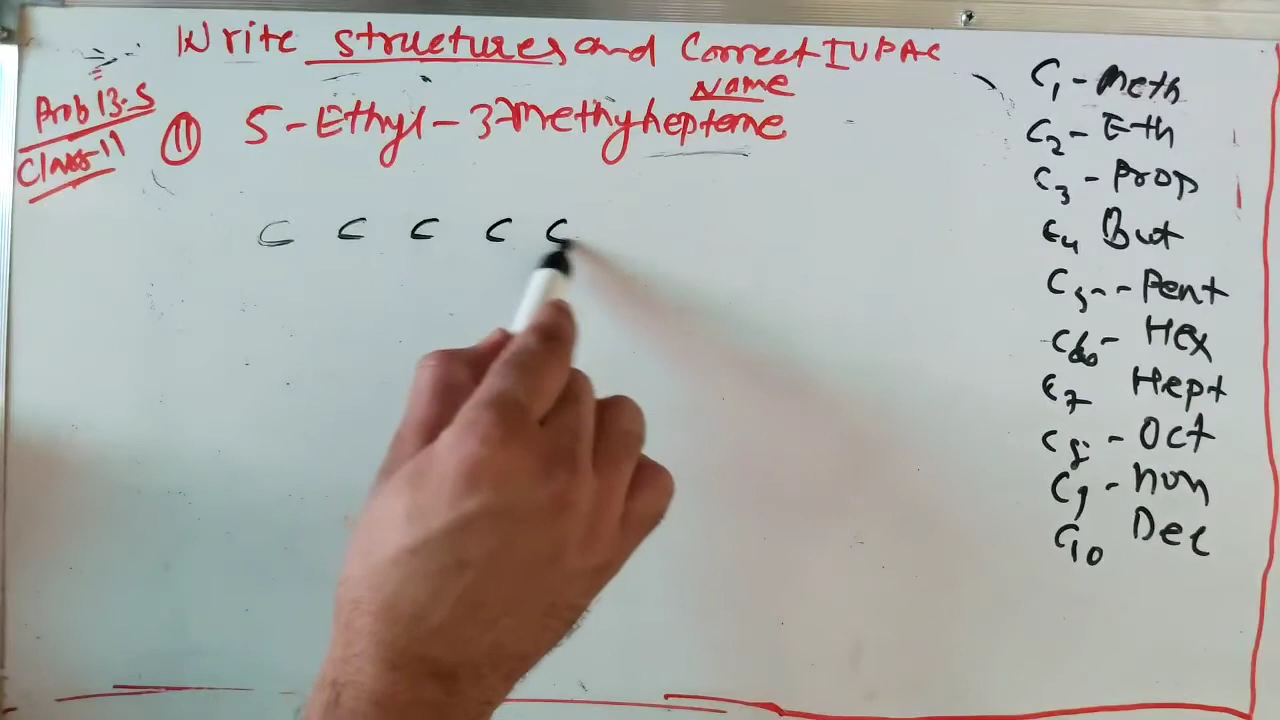 Write structures and Correct IUPAC
Name
Prob 13.5
Class-11
(11) 5-Ethyl-3-Methylheptane
C C C C C
C1 - Meth
C2 - Eth
C3 - Prop
C4 But
C5 -- Pent
C6 - Hex
C7 Hept
C8 - Oct
C9 - non
C10 Dec